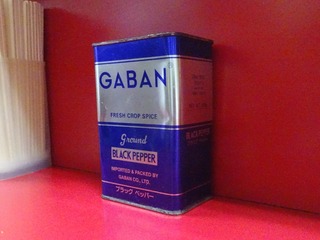 GABAN
FRESH CROP SPICE
Ground
BLACK PEPPER
IMPORTED & PACKED BY
GABAN CO., LTD.
ブラック ペッパー
BLACK PEPPER